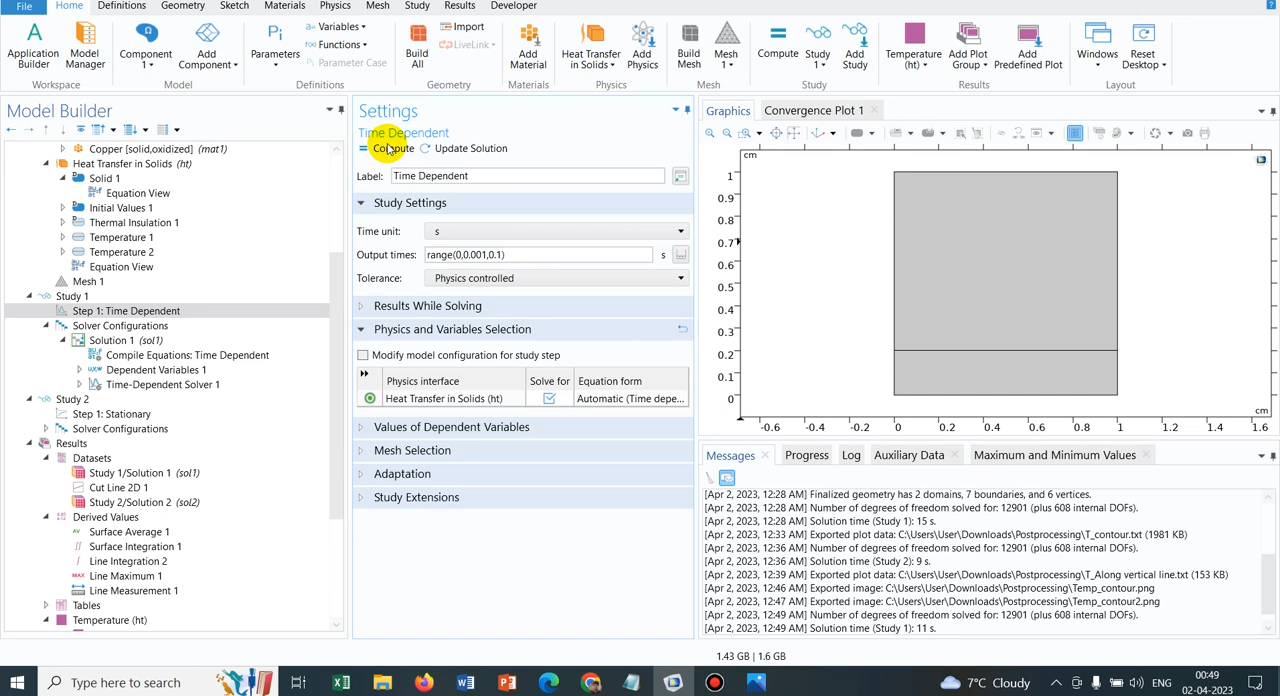 File Home Definitions Geometry Sketch Materials Physics Mesh Study Results Developer
Application Builder
Model Manager
Workspace
Component 1
Add Component
Model
Parameters
Pi
a= Variables
f(x) Functions
Pi Parameter Case
Definitions
Build All
Import
LiveLink
Geometry
Add Material
Materials
Heat Transfer in Solids
Add Physics
Physics
Build Mesh
Mesh 1
Mesh
Compute
Study 1
Add Study
Study
Temperature (ht)
Add Plot Group
Add Predefined Plot
Results
Windows
Reset Desktop
Layout
Model Builder
Copper [solid,oxidized] (mat1)
Heat Transfer in Solids (ht)
Solid 1
Equation View
Initial Values 1
Thermal Insulation 1
Temperature 1
Temperature 2
Equation View
Mesh 1
Study 1
Step 1: Time Dependent
Solver Configurations
Solution 1 (sol1)
Compile Equations: Time Dependent
Dependent Variables 1
Time-Dependent Solver 1
Study 2
Step 1: Stationary
Solver Configurations
Results
Datasets
Study 1/Solution 1 (sol1)
Cut Line 2D 1
Study 2/Solution 2 (sol2)
Derived Values
Surface Average 1
Surface Integration 1
Line Integration 2
Line Maximum 1
Line Measurement 1
Tables
Temperature (ht)
Settings
Time Dependent
= Compute Update Solution
Label: Time Dependent
Study Settings
Time unit: s
Output times: range(0,0.001,0.1) s
Tolerance: Physics controlled
Results While Solving
Physics and Variables Selection
Modify model configuration for study step
Physics interface Solve for Equation form
Heat Transfer in Solids (ht) Automatic (Time depe...
Values of Dependent Variables
Mesh Selection
Adaptation
Study Extensions
Graphics Convergence Plot 1
cm
1
0.9
0.8
0.7
0.6
0.5
0.4
0.3
0.2
0.1
0
cm
-0.6 -0.4 -0.2 0 0.2 0.4 0.6 0.8 1 1.2 1.4 1.6
Messages Progress Log Auxiliary Data Maximum and Minimum Values
[Apr 2, 2023, 12:28 AM] Finalized geometry has 2 domains, 7 boundaries, and 6 vertices.
[Apr 2, 2023, 12:28 AM] Number of degrees of freedom solved for: 12901 (plus 608 internal DOFs).
[Apr 2, 2023, 12:28 AM] Solution time (Study 1): 15 s.
[Apr 2, 2023, 12:33 AM] Exported plot data: C:\Users\User\Downloads\Postprocessing\T_contour.txt (1981 KB)
[Apr 2, 2023, 12:36 AM] Number of degrees of freedom solved for: 12901 (plus 608 internal DOFs).
[Apr 2, 2023, 12:36 AM] Solution time (Study 2): 9 s.
[Apr 2, 2023, 12:39 AM] Exported plot data: C:\Users\User\Downloads\Postprocessing\T_Along vertical line.txt (153 KB)
[Apr 2, 2023, 12:46 AM] Exported image: C:\Users\User\Downloads\Postprocessing\Temp_contour.png
[Apr 2, 2023, 12:47 AM] Exported image: C:\Users\User\Downloads\Postprocessing\Temp_contour2.png
[Apr 2, 2023, 12:49 AM] Number of degrees of freedom solved for: 12901 (plus 608 internal DOFs).
[Apr 2, 2023, 12:49 AM] Solution time (Study 1): 11 s.
1.43 GB | 1.6 GB
Type here to search
7°C Cloudy
ENG
00:49
02-04-2023